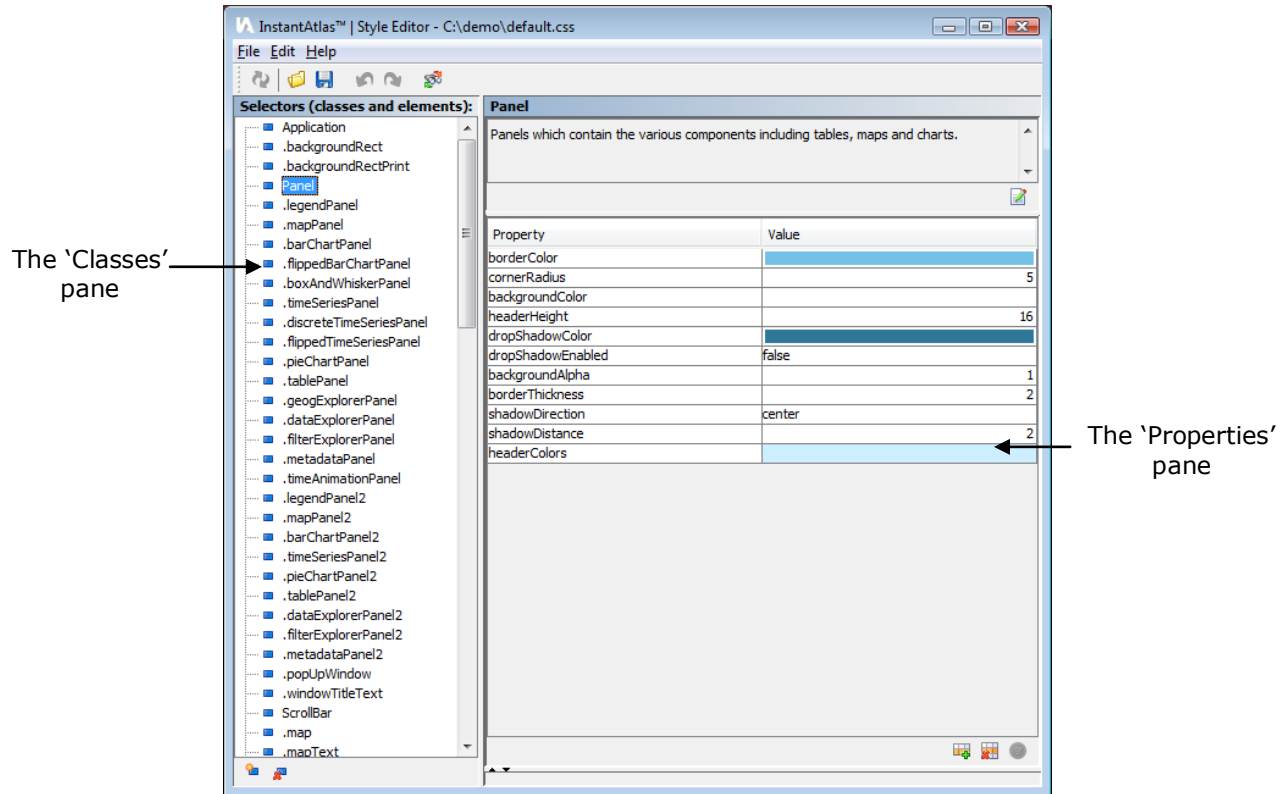 InstantAtlas™ | Style Editor - C:\demo\default.css
File Edit Help
Selectors (classes and elements):
Application
.backgroundRect
.backgroundRectPrint
Panel
.legendPanel
.mapPanel
.barChartPanel
.flippedBarChartPanel
.boxAndWhiskerPanel
.timeSeriesPanel
.discreteTimeSeriesPanel
.flippedTimeSeriesPanel
.pieChartPanel
.tablePanel
.geogExplorerPanel
.dataExplorerPanel
.filterExplorerPanel
.metadataPanel
.timeAnimationPanel
.legendPanel2
.mapPanel2
.barChartPanel2
.timeSeriesPanel2
.pieChartPanel2
.tablePanel2
.dataExplorerPanel2
.filterExplorerPanel2
.metadataPanel2
.popUpWindow
.windowTitleText
ScrollBar
.map
.mapText
Panel
Panels which contain the various components including tables, maps and charts.
Property Value
borderColor
cornerRadius 5
backgroundColor
headerHeight 16
dropShadowColor
dropShadowEnabled false
backgroundAlpha 1
borderThickness 2
shadowDirection center
shadowDistance 2
headerColors
The ‘Classes’
pane
The ‘Properties’
pane